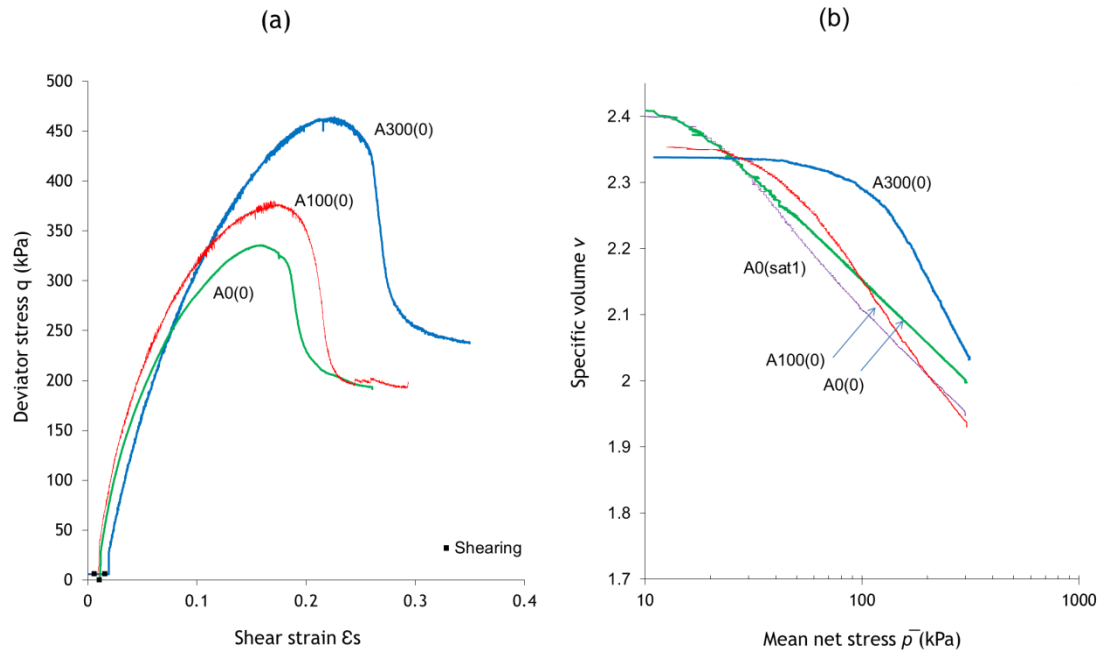 (a)
Deviator stress q (kPa)
500
450
400
350
300
250
200
150
100
50
0
A300(0)
A100(0)
A0(0)
Shearing
0
0.1
0.2
0.3
0.4
Shear strain Ɛs
(b)
Specific volume v
2.4
2.3
2.2
2.1
2
1.9
1.8
1.7
A300(0)
A0(sat1)
A100(0)
A0(0)
10
100
1000
Mean net stress p̅ (kPa)